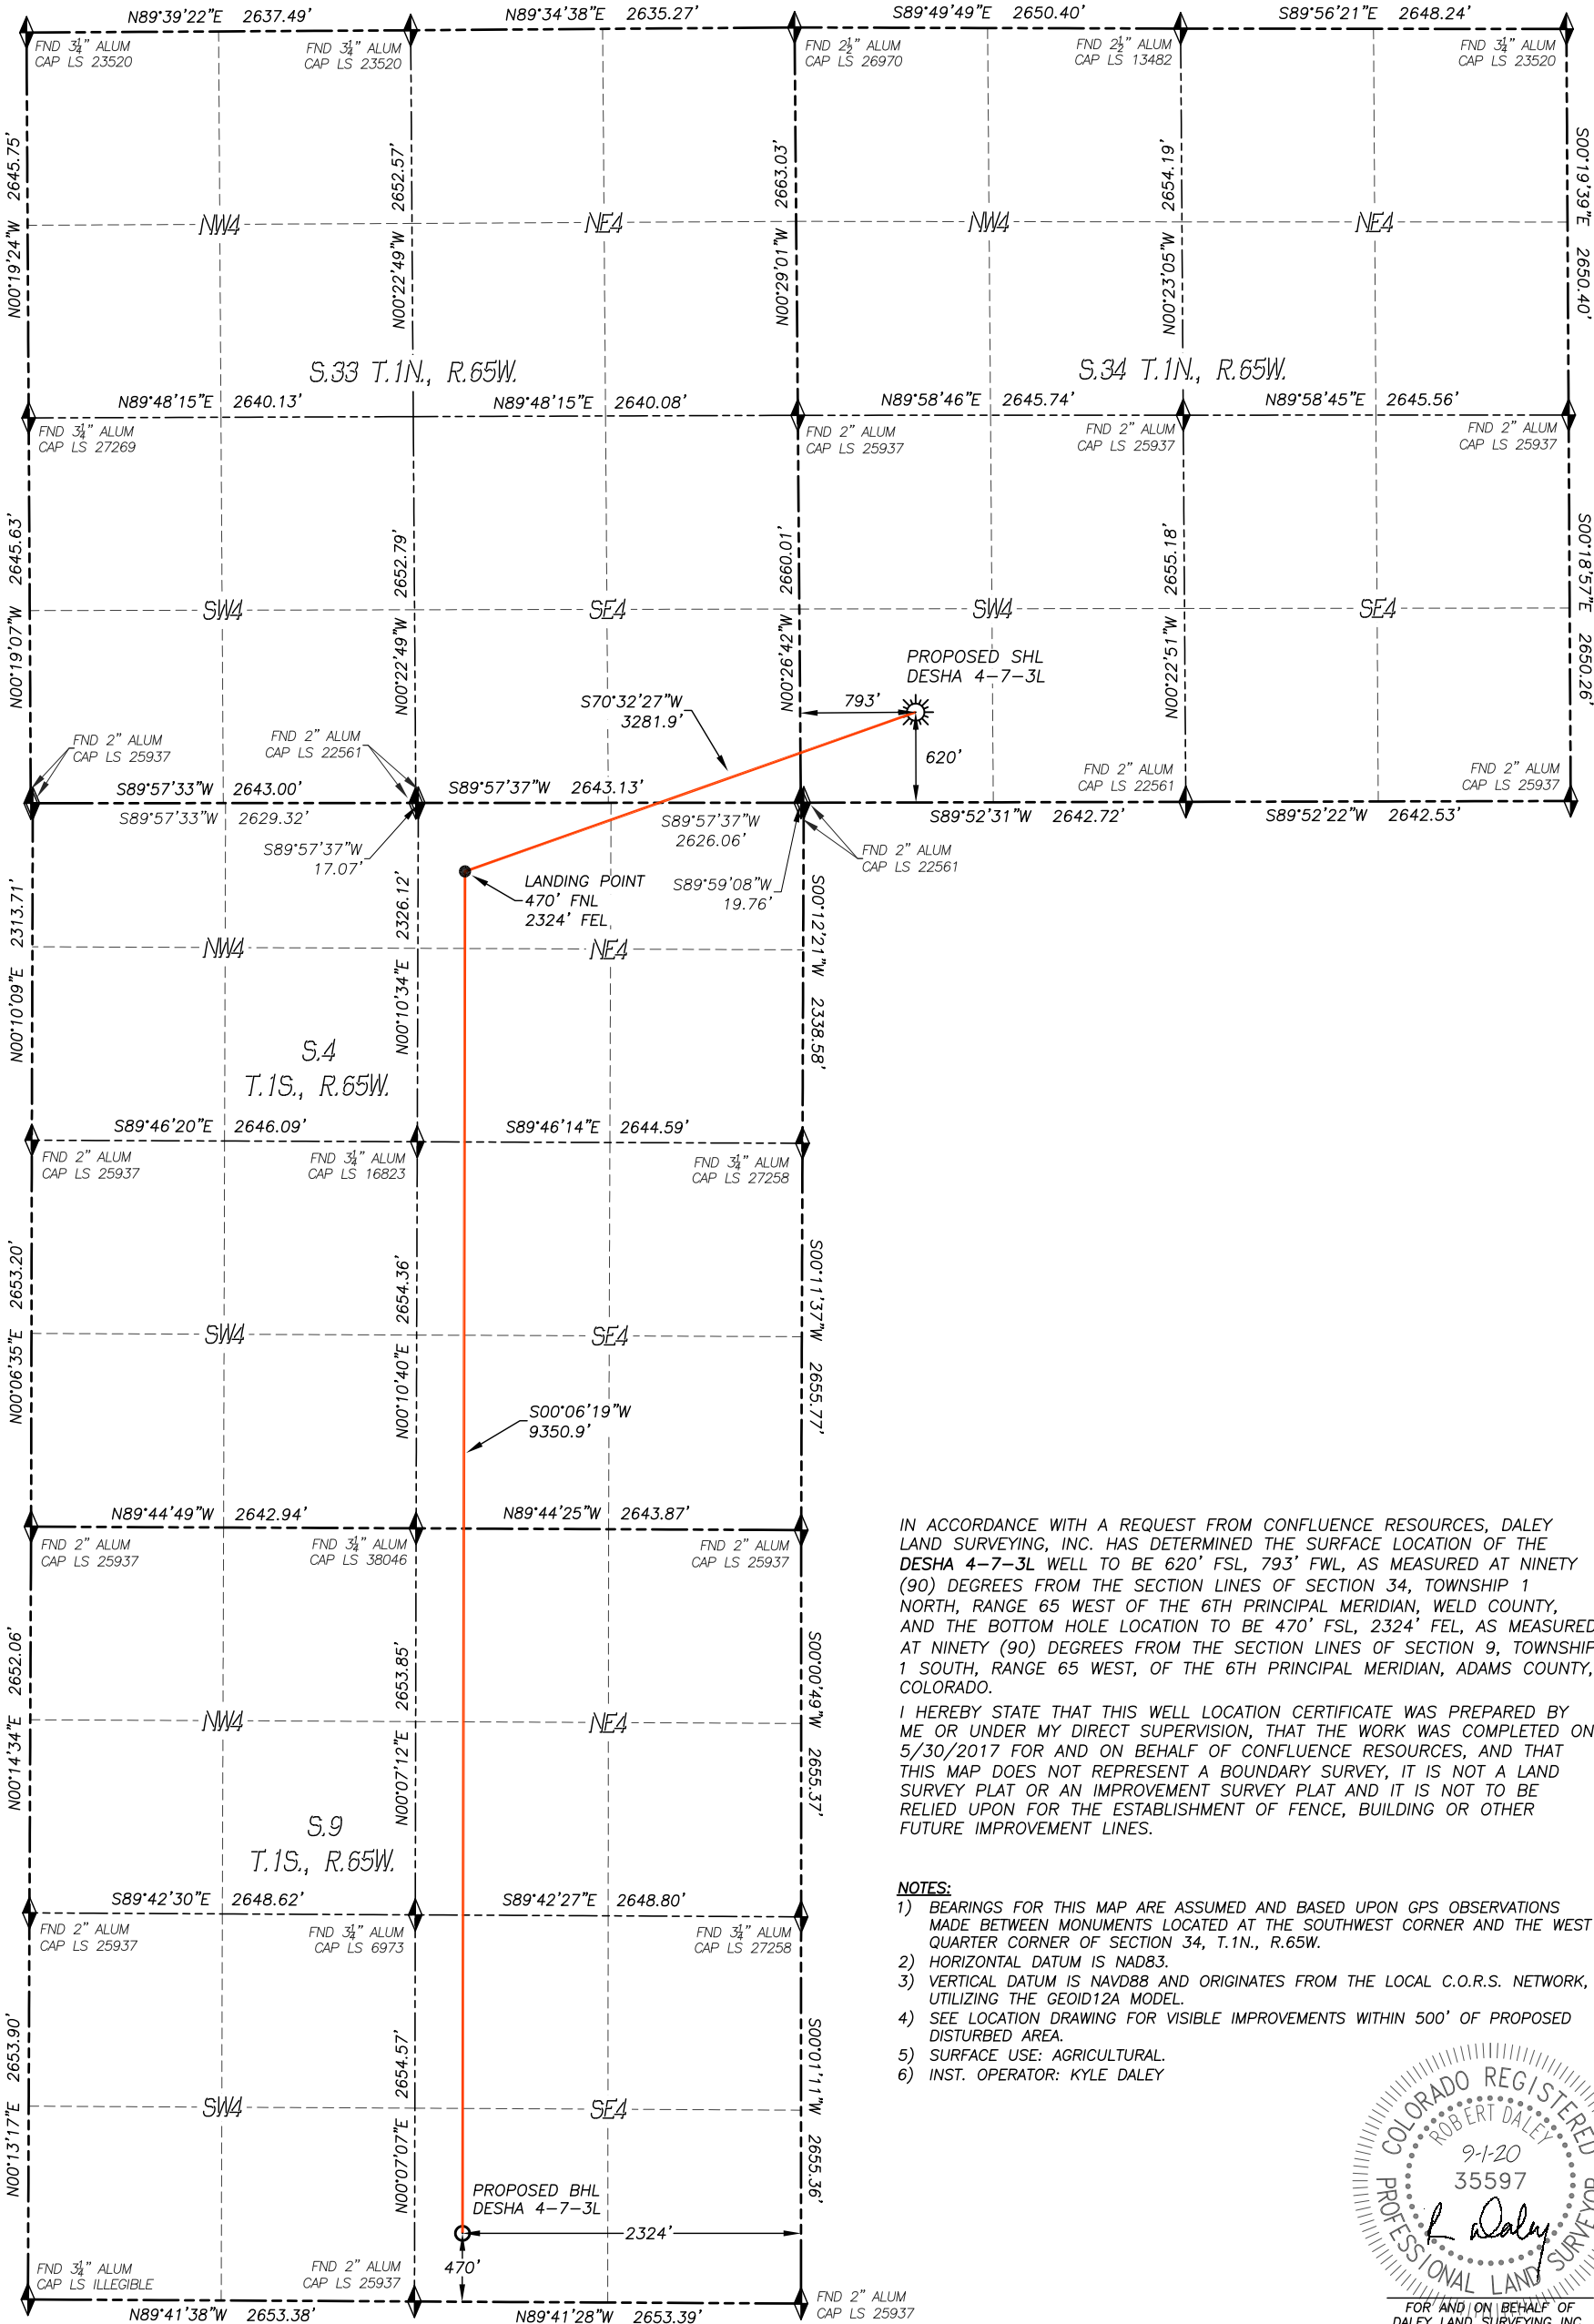 N89°39'22"E 2637.49'
N89°34'38"E 2635.27'
S89°49'49"E 2650.40'
S89°56'21"E 2648.24'
FND 3¼" ALUM
CAP LS 23520
FND 3¼" ALUM
CAP LS 23520
FND 2½" ALUM
CAP LS 26970
FND 2½" ALUM
CAP LS 13482
FND 3¼" ALUM
CAP LS 23520
N00°19'24"W 2645.75'
N00°22'49"W 2652.57'
N00°29'01"W 2663.03'
N00°23'05"W 2654.19'
S00°19'39"E 2650.40'
NW4
NE4
NW4
NE4
S.33 T.1N., R.65W.
S.34 T.1N., R.65W.
N89°48'15"E 2640.13'
N89°48'15"E 2640.08'
N89°58'46"E 2645.74'
N89°58'45"E 2645.56'
FND 3¼" ALUM
CAP LS 27269
FND 2" ALUM
CAP LS 25937
FND 2" ALUM
CAP LS 25937
FND 2" ALUM
CAP LS 25937
N00°19'07"W 2645.63'
N00°22'49"W 2652.79'
N00°26'42"W 2660.01'
N00°22'51"W 2655.18'
S00°18'57"E 2650.26'
SW4
SE4
SW4
SE4
PROPOSED SHL
DESHA 4-7-3L
S70°32'27"W
3281.9'
793'
620'
FND 2" ALUM
CAP LS 25937
FND 2" ALUM
CAP LS 22561
FND 2" ALUM
CAP LS 22561
FND 2" ALUM
CAP LS 25937
S89°57'33"W 2643.00'
S89°57'37"W 2643.13'
S89°57'33"W 2629.32'
S89°57'37"W
2626.06'
S89°52'31"W 2642.72'
S89°52'22"W 2642.53'
S89°57'37"W
17.07'
FND 2" ALUM
CAP LS 22561
S89°59'08"W
19.76'
LANDING POINT
470' FNL
2324' FEL
N00°10'09"E 2313.71'
N00°10'34"E 2326.12'
S00°12'21"W 2338.58'
NW4
NE4
S.4
T.1S., R.65W.
S89°46'20"E 2646.09'
S89°46'14"E 2644.59'
FND 2" ALUM
CAP LS 25937
FND 3¼" ALUM
CAP LS 16823
FND 3¼" ALUM
CAP LS 27258
N00°06'35"E 2653.20'
N00°10'40"E 2654.36'
S00°11'37"W 2655.77'
SW4
SE4
S00°06'19"W
9350.9'
N89°44'49"W 2642.94'
N89°44'25"W 2643.87'
FND 2" ALUM
CAP LS 25937
FND 3¼" ALUM
CAP LS 38046
FND 2" ALUM
CAP LS 25937
N00°14'34"E 2652.06'
N00°07'12"E 2653.85'
S00°00'49"W 2655.37'
NW4
NE4
S.9
T.1S., R.65W.
S89°42'30"E 2648.62'
S89°42'27"E 2648.80'
FND 2" ALUM
CAP LS 25937
FND 3¼" ALUM
CAP LS 6973
FND 3¼" ALUM
CAP LS 27258
N00°13'17"E 2653.90'
N00°07'07"E 2654.57'
S00°01'11"W 2655.36'
SW4
SE4
PROPOSED BHL
DESHA 4-7-3L
2324'
470'
FND 3¼" ALUM
CAP LS ILLEGIBLE
FND 2" ALUM
CAP LS 25937
FND 2" ALUM
CAP LS 25937
N89°41'38"W 2653.38'
N89°41'28"W 2653.39'
IN ACCORDANCE WITH A REQUEST FROM CONFLUENCE RESOURCES, DALEY
LAND SURVEYING, INC. HAS DETERMINED THE SURFACE LOCATION OF THE
DESHA 4-7-3L WELL TO BE 620' FSL, 793' FWL, AS MEASURED AT NINETY
(90) DEGREES FROM THE SECTION LINES OF SECTION 34, TOWNSHIP 1
NORTH, RANGE 65 WEST OF THE 6TH PRINCIPAL MERIDIAN, WELD COUNTY,
AND THE BOTTOM HOLE LOCATION TO BE 470' FSL, 2324' FEL, AS MEASURED
AT NINETY (90) DEGREES FROM THE SECTION LINES OF SECTION 9, TOWNSHIP
1 SOUTH, RANGE 65 WEST, OF THE 6TH PRINCIPAL MERIDIAN, ADAMS COUNTY,
COLORADO.
I HEREBY STATE THAT THIS WELL LOCATION CERTIFICATE WAS PREPARED BY
ME OR UNDER MY DIRECT SUPERVISION, THAT THE WORK WAS COMPLETED ON
5/30/2017 FOR AND ON BEHALF OF CONFLUENCE RESOURCES, AND THAT
THIS MAP DOES NOT REPRESENT A BOUNDARY SURVEY, IT IS NOT A LAND
SURVEY PLAT OR AN IMPROVEMENT SURVEY PLAT AND IT IS NOT TO BE
RELIED UPON FOR THE ESTABLISHMENT OF FENCE, BUILDING OR OTHER
FUTURE IMPROVEMENT LINES.
NOTES:
1) BEARINGS FOR THIS MAP ARE ASSUMED AND BASED UPON GPS OBSERVATIONS
MADE BETWEEN MONUMENTS LOCATED AT THE SOUTHWEST CORNER AND THE WEST
QUARTER CORNER OF SECTION 34, T.1N., R.65W.
2) HORIZONTAL DATUM IS NAD83.
3) VERTICAL DATUM IS NAVD88 AND ORIGINATES FROM THE LOCAL C.O.R.S. NETWORK,
UTILIZING THE GEOID12A MODEL.
4) SEE LOCATION DRAWING FOR VISIBLE IMPROVEMENTS WITHIN 500' OF PROPOSED
DISTURBED AREA.
5) SURFACE USE: AGRICULTURAL.
6) INST. OPERATOR: KYLE DALEY
COLORADO REGISTERED
ROBERT DALEY
9-1-20
35597
R Daley
PROFESSIONAL LAND SURVEYOR
FOR AND ON BEHALF OF
DALEY LAND SURVEYING, INC.